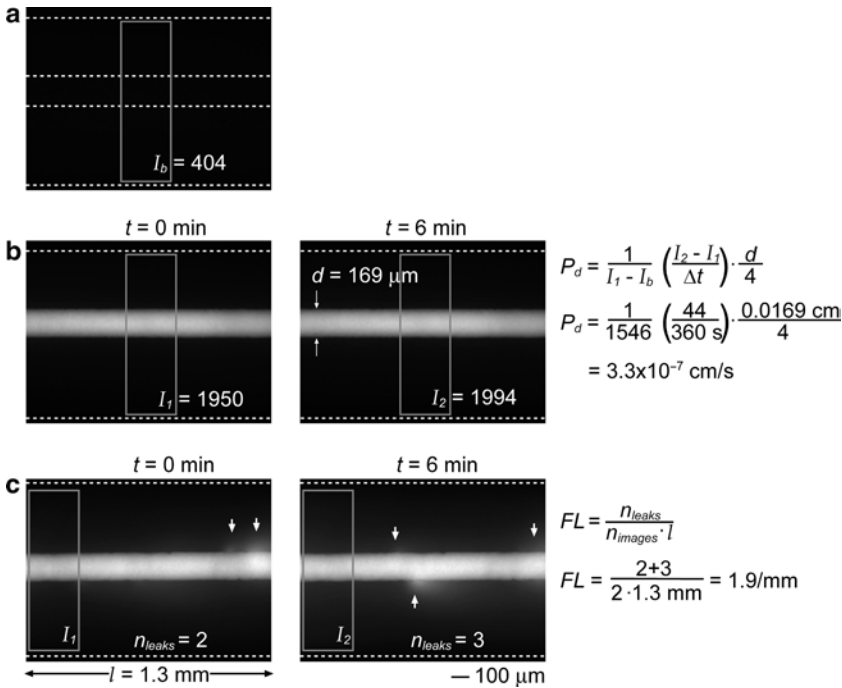 a
I_b = 404
t = 0 min
t = 6 min
b
d = 169 μm
I_1 = 1950
I_2 = 1994
P_d = 1/(I_1 - I_b) ((I_2 - I_1)/Δt) · d/4
P_d = 1/1546 (44/360 s) · 0.0169 cm/4
= 3.3x10⁻⁷ cm/s
t = 0 min
t = 6 min
c
I_1
n_leaks = 2
I_2
n_leaks = 3
FL = n_leaks/(n_images · l)
FL = (2+3)/(2 · 1.3 mm) = 1.9/mm
l = 1.3 mm
100 μm